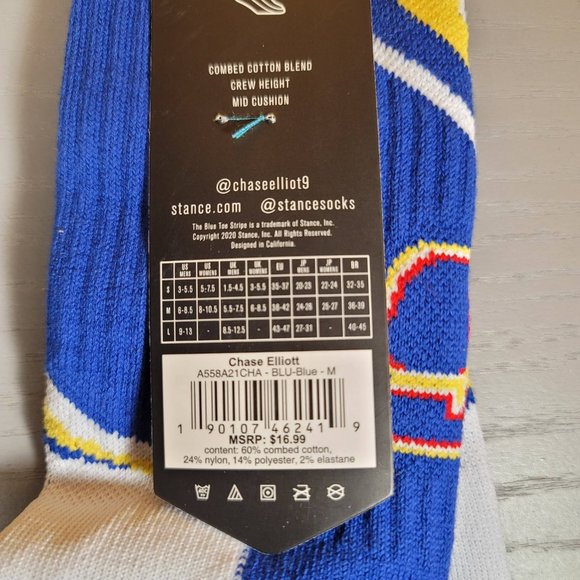 COMBED COTTON BLEND
CREW HEIGHT
MID CUSHION
@chaseelliot9
stance.com @stancesocks
The Blue Toe Stripe is a trademark of Stance, Inc.
Copyright 2020 Stance, Inc. All Rights Reserved.
Designed in California.
US MENS US WOMENS UK MENS UK WOMENS EU JP MENS JP WOMENS BR
S 3-5.5 5-7.5 1.5-4.5 3-5.5 35-37 20-23 22-24 32-35
M 6-8.5 8-10.5 5.5-7.5 6-8.5 38-42 24-26 25-27 36-39
L 9-13 - 8.5-12.5 - 43-47 27-31 - 40-45
Chase Elliott
A558A21CHA - BLU-Blue - M
1 90107 46241 9
MSRP: $16.99
content: 60% combed cotton,
24% nylon, 14% polyester, 2% elastane